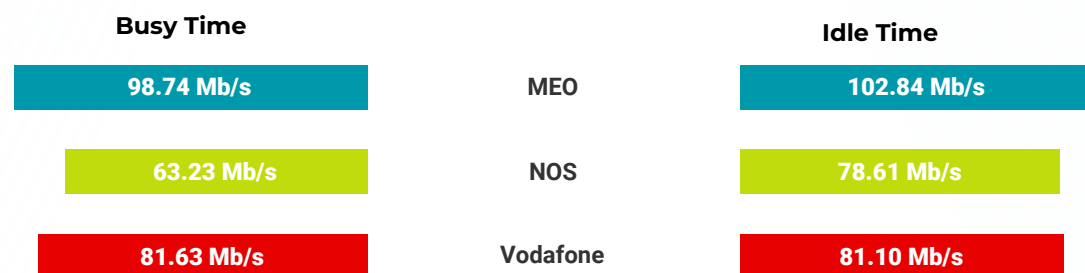 Busy Time
Idle Time
98.74 Mb/s MEO 102.84 Mb/s
63.23 Mb/s NOS 78.61 Mb/s
81.63 Mb/s Vodafone 81.10 Mb/s